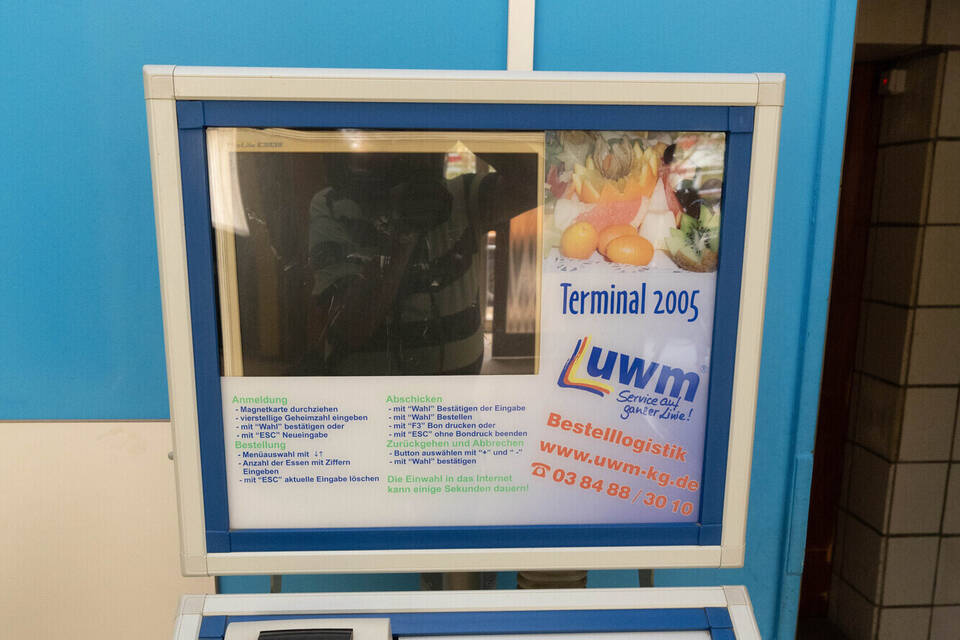 Terminal 2005
uwm®
Service auf
ganzer Linie!
Bestelllogistik
www.uwm-kg.de
☎ 03 84 88 / 30 10
Anmeldung
- Magnetkarte durchziehen
- vierstellige Geheimzahl eingeben
- mit "Wahl" bestätigen oder
- mit "ESC" Neueingabe
Bestellung
- Menüauswahl mit ↓↑
- Anzahl der Essen mit Ziffern
Eingeben
- mit "ESC" aktuelle Eingabe löschen
Abschicken
- mit "Wahl" Bestätigen der Eingabe
- mit "Wahl" Bestellen
- mit "F3" Bon drucken oder
- mit "ESC" ohne Bondruck beenden
Zurückgehen und Abbrechen
- Button auswählen mit "+" und " -"
- mit "Wahl" bestätigen
Die Einwahl in das Internet
kann einige Sekunden dauern!